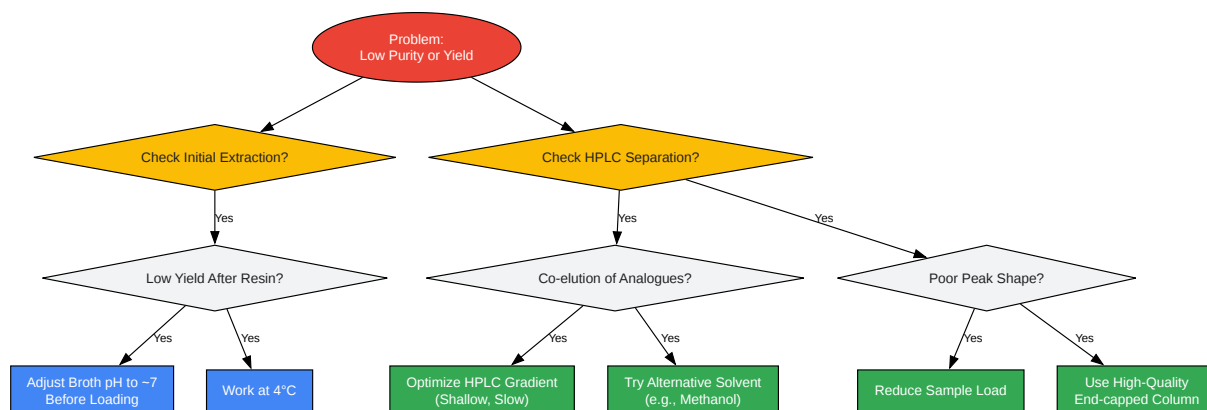 Problem:
Low Purity or Yield
Check Initial Extraction?
Check HPLC Separation?
Yes
Yes
Yes
Low Yield After Resin?
Co-elution of Analogues?
Poor Peak Shape?
Yes
Yes
Yes
Yes
Yes
Yes
Adjust Broth pH to ~7
Before Loading
Work at 4°C
Optimize HPLC Gradient
(Shallow, Slow)
Try Alternative Solvent
(e.g., Methanol)
Reduce Sample Load
Use High-Quality
End-capped Column